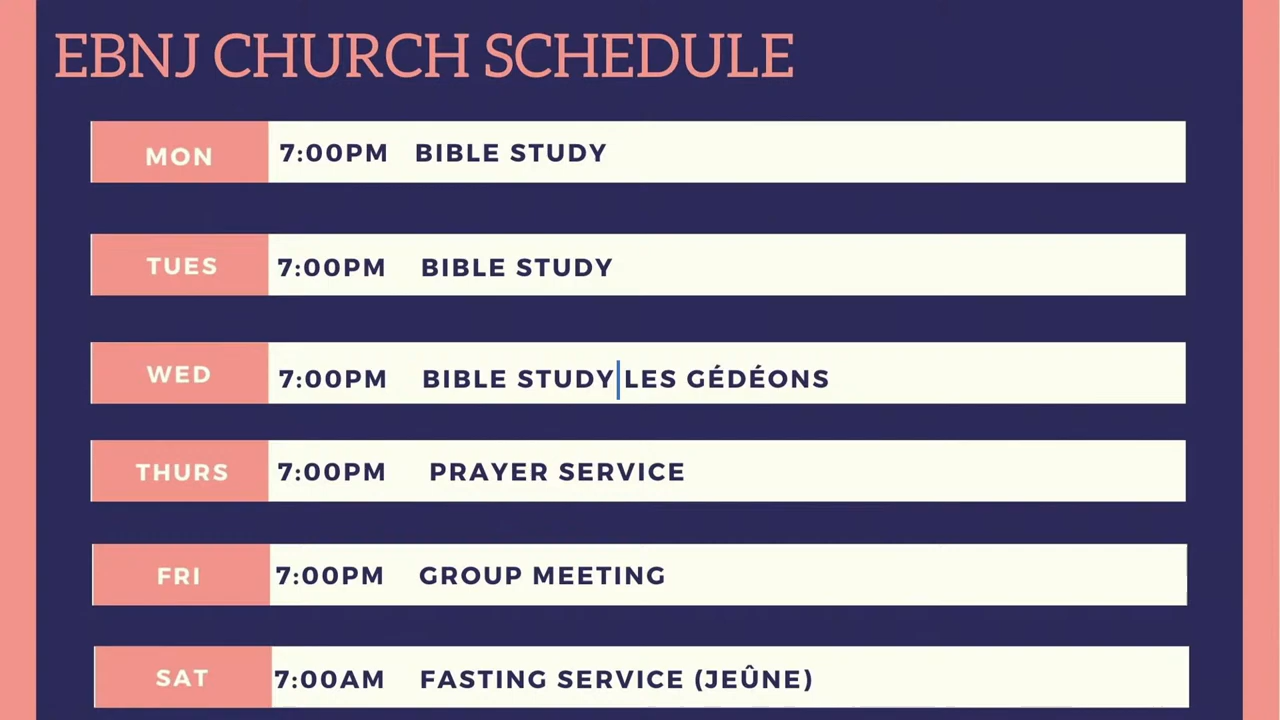 EBNJ CHURCH SCHEDULE
MON 7:00PM BIBLE STUDY
TUES 7:00PM BIBLE STUDY
WED 7:00PM BIBLE STUDY LES GÉDÉONS
THURS 7:00PM PRAYER SERVICE
FRI 7:00PM GROUP MEETING
SAT 7:00AM FASTING SERVICE (JEÛNE)